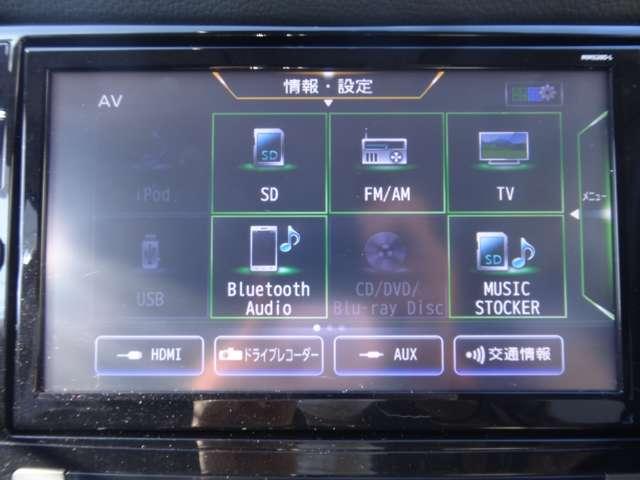 情報・設定
AV
iPod
SD
FM/AM
TV
メニュー
USB
Bluetooth
Audio
CD/DVD/
Blu-ray Disc
SD
MUSIC
STOCKER
HDMI
ドライブレコーダー
AUX
交通情報